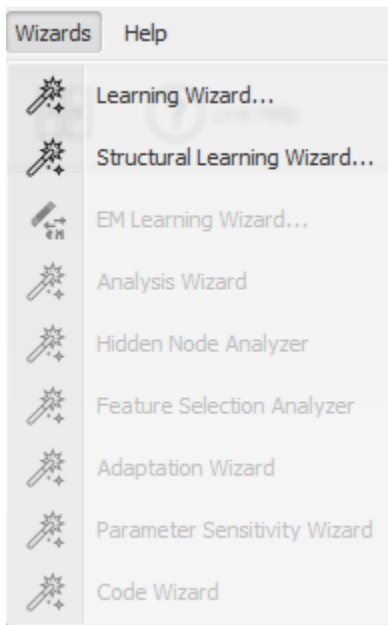 Wizards Help
Learning Wizard...
Structural Learning Wizard...
EM Learning Wizard...
Analysis Wizard
Hidden Node Analyzer
Feature Selection Analyzer
Adaptation Wizard
Parameter Sensitivity Wizard
Code Wizard